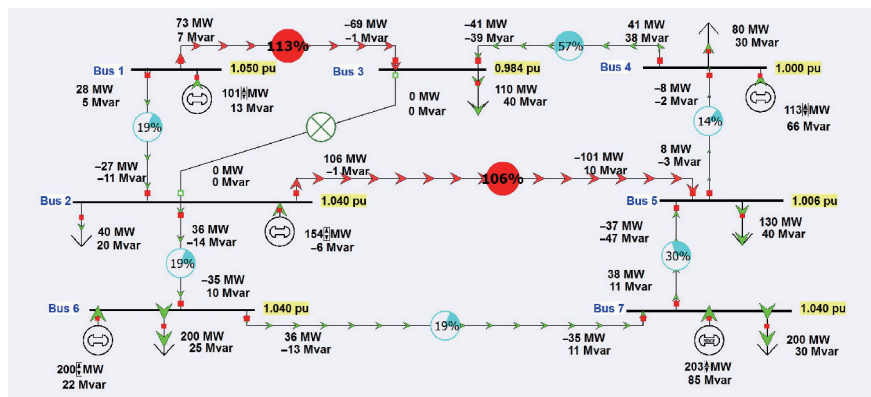 73 MW
7 Mvar
113%
−69 MW
−1 Mvar
−41 MW
−39 Mvar
57%
41 MW
38 Mvar
80 MW
30 Mvar
Bus 1
1.050 pu
Bus 3
0.984 pu
Bus 4
1.000 pu
28 MW
5 Mvar
101 MW
13 Mvar
19%
0 MW
0 Mvar
110 MW
40 Mvar
−8 MW
−2 Mvar
14%
113 MW
66 Mvar
−27 MW
−11 Mvar
0 MW
0 Mvar
106 MW
−1 Mvar
106%
−101 MW
10 Mvar
8 MW
−3 Mvar
Bus 2
1.040 pu
Bus 5
1.006 pu
40 MW
20 Mvar
36 MW
−14 Mvar
154 MW
−6 Mvar
−37 MW
−47 Mvar
130 MW
40 Mvar
19%
30%
−35 MW
10 Mvar
38 MW
11 Mvar
Bus 6
1.040 pu
Bus 7
1.040 pu
200 MW
22 Mvar
200 MW
25 Mvar
36 MW
−13 Mvar
19%
−35 MW
11 Mvar
203 MW
85 Mvar
200 MW
30 Mvar